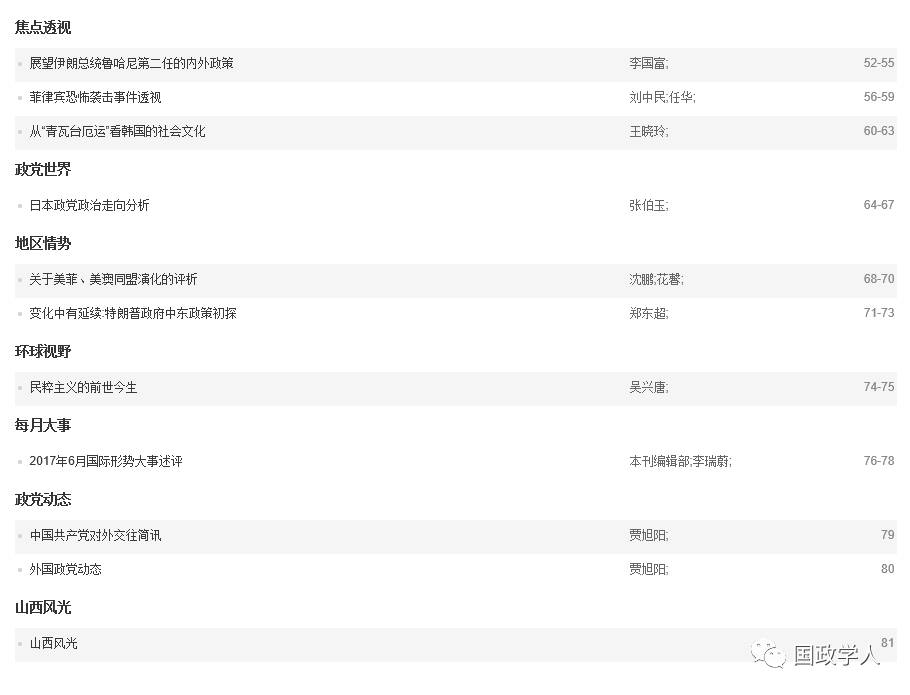 焦点透视
展望伊朗总统鲁哈尼第二任的内外政策 李国富; 52-55
菲律宾恐怖袭击事件透视 刘中民;任华; 56-59
从“青瓦台厄运”看韩国的社会文化 王晓玲; 60-63
政党世界
日本政党政治走向分析 张伯玉; 64-67
地区情势
关于美菲、美澳同盟演化的评析 沈鹏;花馨; 68-70
变化中有延续:特朗普政府中东政策初探 郑东超; 71-73
环球视野
民粹主义的前世今生 吴兴唐; 74-75
每月大事
2017年6月国际形势大事述评 本刊编辑部;李瑞蔚; 76-78
政党动态
中国共产党对外交往简讯 贾旭阳; 79
外国政党动态 贾旭阳; 80
山西风光
山西风光 81
国政学人